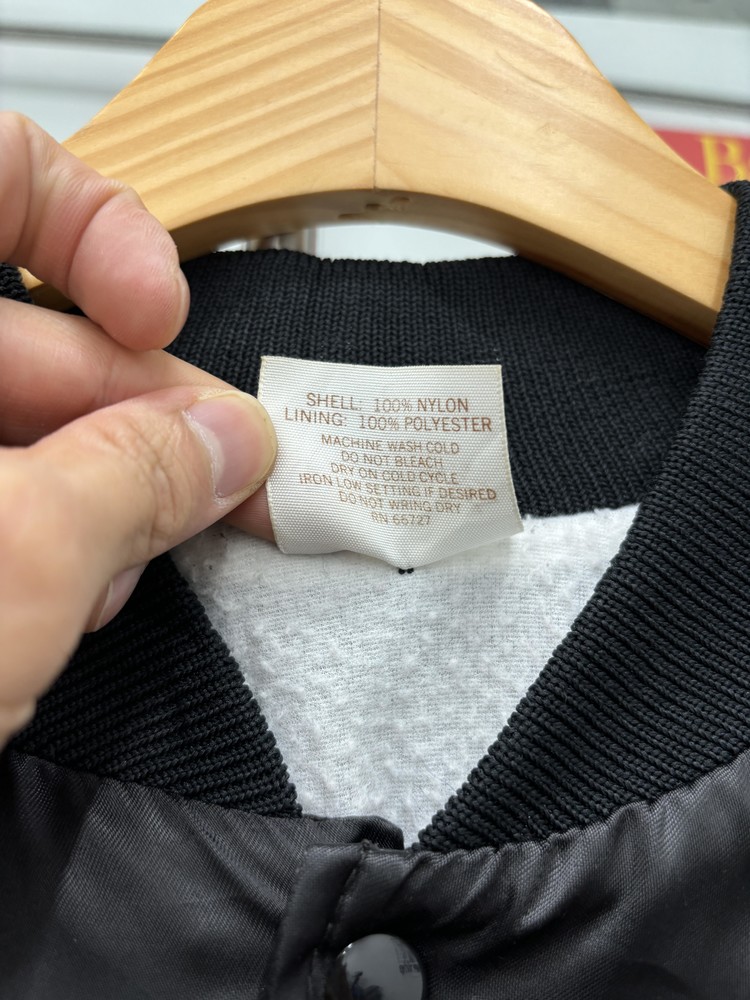 SHELL: 100% NYLON
LINING: 100% POLYESTER
MACHINE WASH COLD
DO NOT BLEACH
DRY ON COLD CYCLE
IRON LOW SETTING IF DESIRED
DO NOT WRING DRY
RN 66727